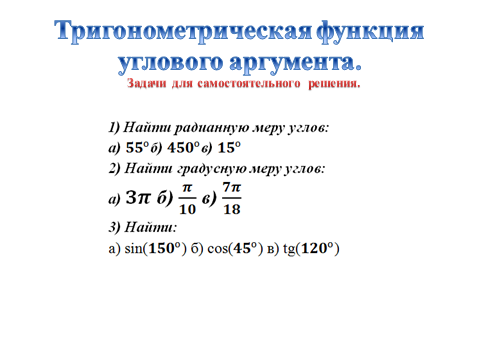 Тригонометрическая функция
углового аргумента.
Задачи для самостоятельного решения.
1) Найти радианную меру углов:
а) 55° б) 450° в) 15°
2) Найти градусную меру углов:
а) 3π б) π/10 в) 7π/18
3) Найти:
а) sin(150°) б) cos(45°) в) tg(120°)